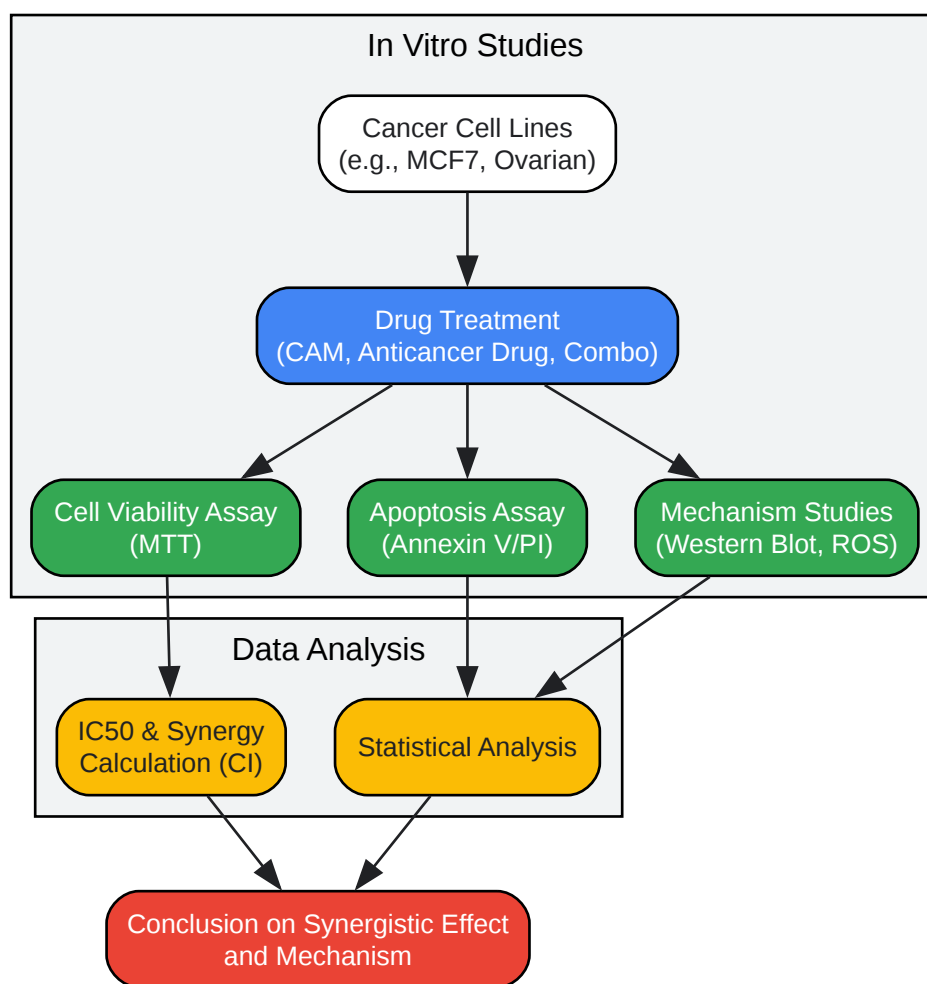 In Vitro Studies
Cancer Cell Lines
(e.g., MCF7, Ovarian)
Drug Treatment
(CAM, Anticancer Drug, Combo)
Cell Viability Assay
(MTT)
Apoptosis Assay
(Annexin V/PI)
Mechanism Studies
(Western Blot, ROS)
Data Analysis
IC50 & Synergy
Calculation (CI)
Statistical Analysis
Conclusion on Synergistic Effect
and Mechanism